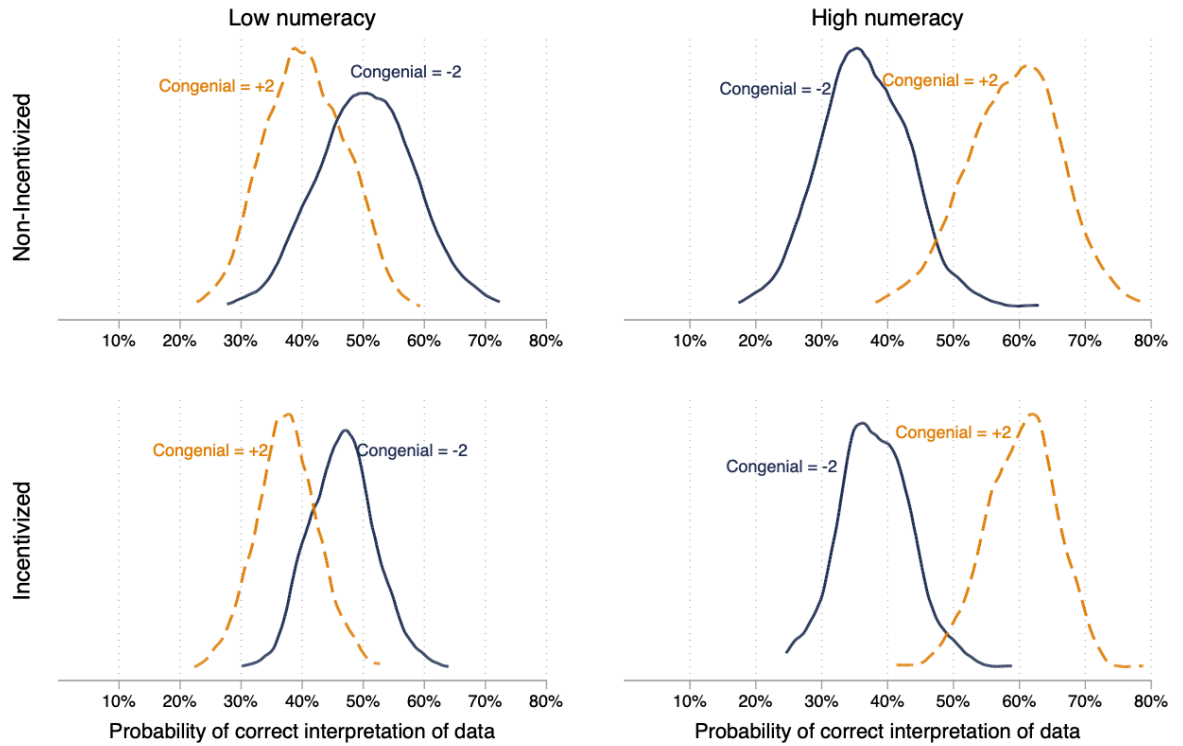 Low numeracy
High numeracy
Non-Incentivized
Congenial = +2
Congenial = -2
Congenial = -2
Congenial = +2
10% 20% 30% 40% 50% 60% 70% 80%
10% 20% 30% 40% 50% 60% 70% 80%
Incentivized
Congenial = +2
Congenial = -2
Congenial = -2
Congenial = +2
10% 20% 30% 40% 50% 60% 70% 80%
10% 20% 30% 40% 50% 60% 70% 80%
Probability of correct interpretation of data
Probability of correct interpretation of data